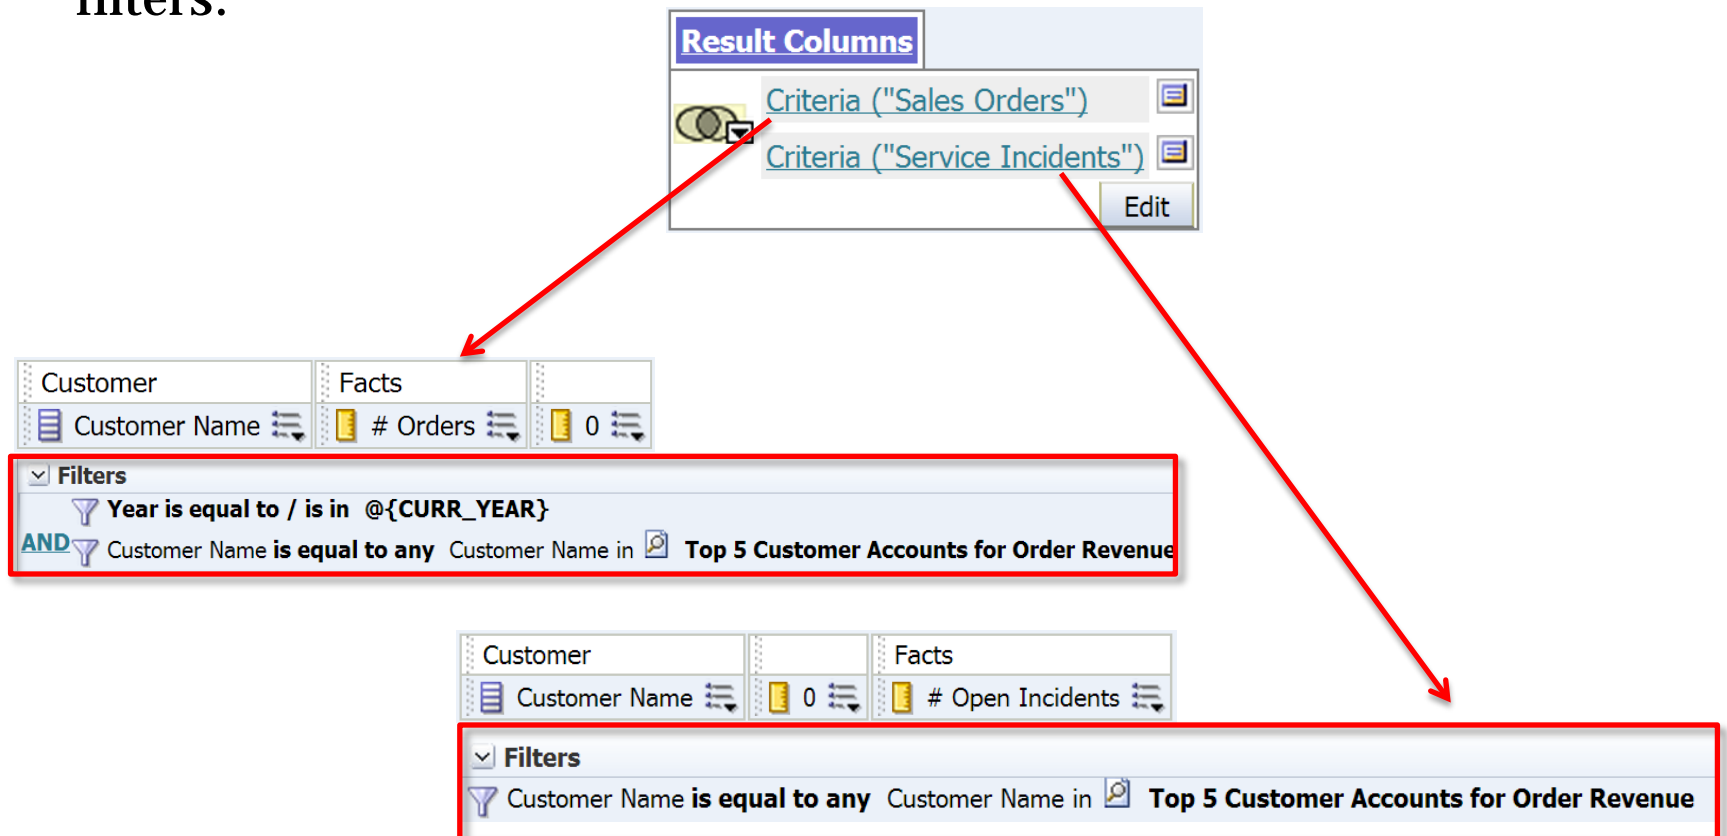 filters.
Result Columns
Criteria ("Sales Orders")
Criteria ("Service Incidents")
Edit
Customer Facts
Customer Name # Orders 0
Filters
Year is equal to / is in @{CURR_YEAR}
AND Customer Name is equal to any Customer Name in Top 5 Customer Accounts for Order Revenue
Customer Facts
Customer Name 0 # Open Incidents
Filters
Customer Name is equal to any Customer Name in Top 5 Customer Accounts for Order Revenue